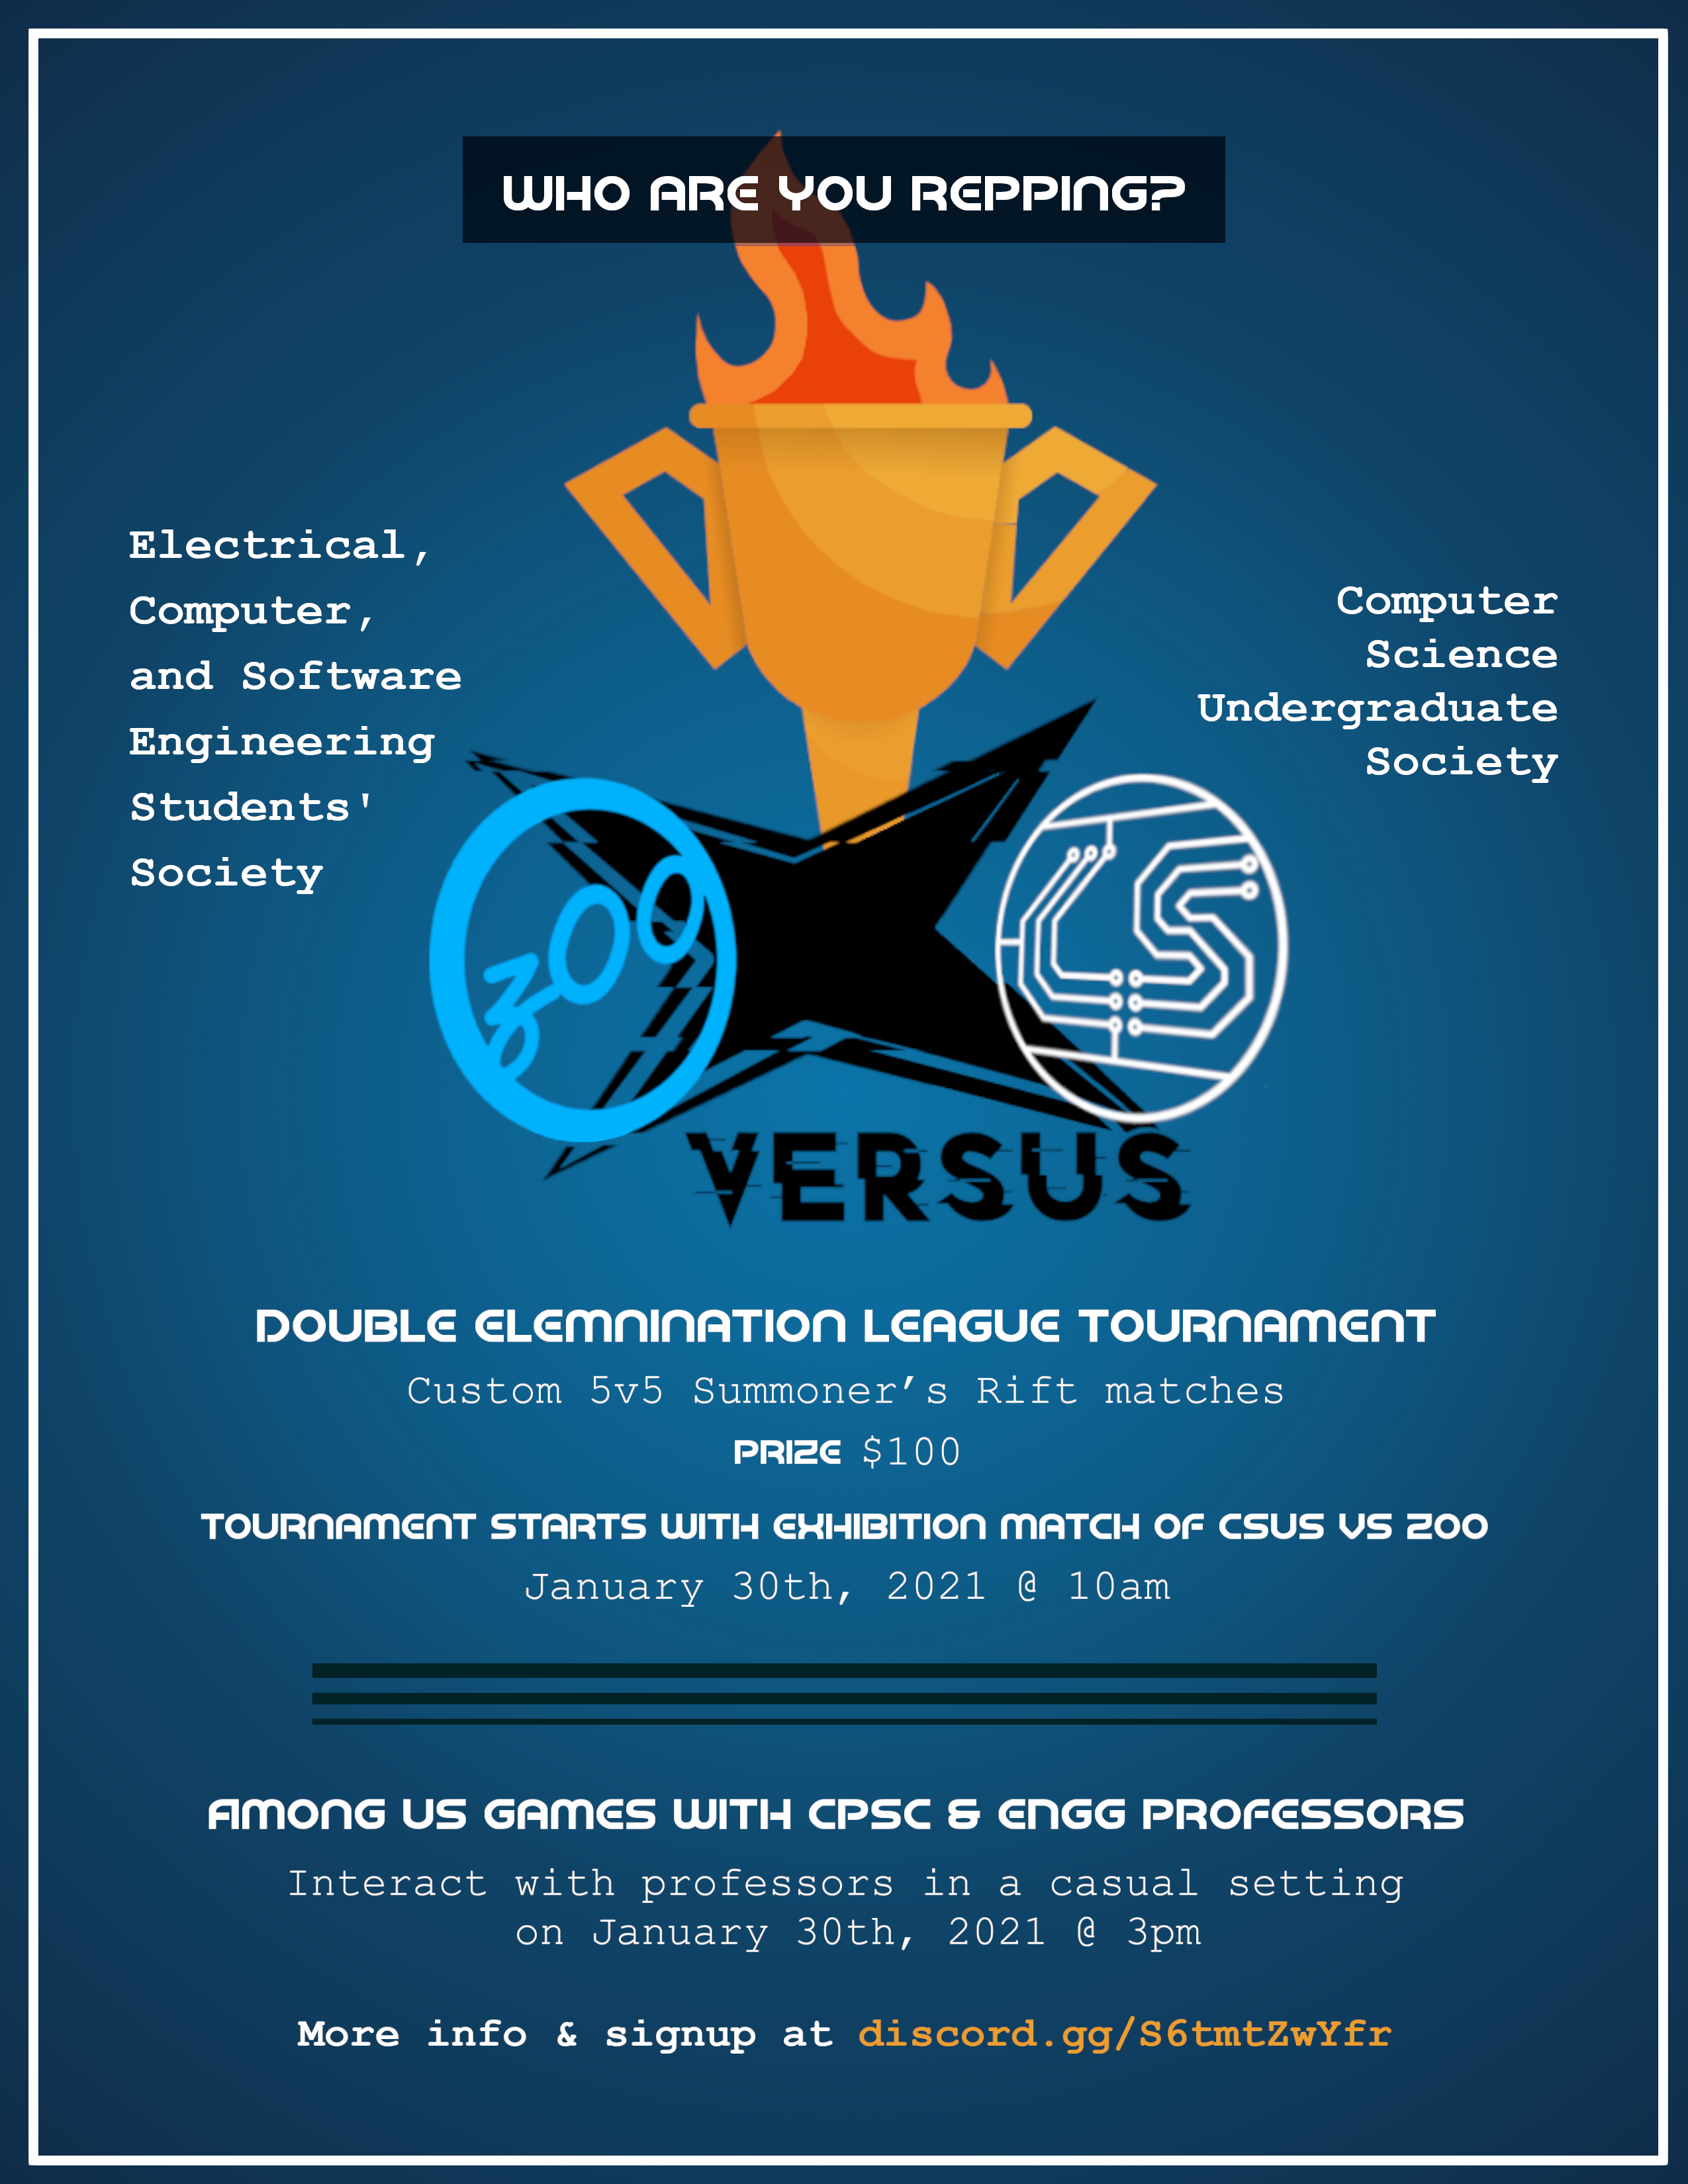 WHO ARE YOU REPPING?
Electrical,
Computer,
and Software
Engineering
Students'
Society
Computer
Science
Undergraduate
Society
ZOO
CS
VERSUS
DOUBLE ELEMNINATION LEAGUE TOURNAMENT
Custom 5v5 Summoner’s Rift matches
PRIZE $100
TOURNAMENT STARTS WITH EXHIBITION MATCH OF CSUS VS ZOO
January 30th, 2021 @ 10am
AMONG US GAMES WITH CPSC & ENGG PROFESSORS
Interact with professors in a casual setting
on January 30th, 2021 @ 3pm
More info & signup at discord.gg/S6tmtZwYfr